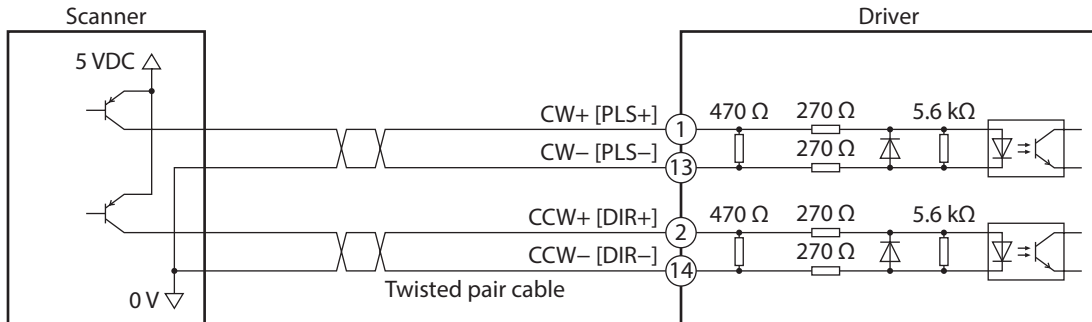 Scanner
Driver
5 VDC
CW+ [PLS+]
1
470 Ω
270 Ω
5.6 kΩ
CW− [PLS−]
13
270 Ω
CCW+ [DIR+]
2
470 Ω
270 Ω
5.6 kΩ
CCW− [DIR−]
14
270 Ω
0 V
Twisted pair cable